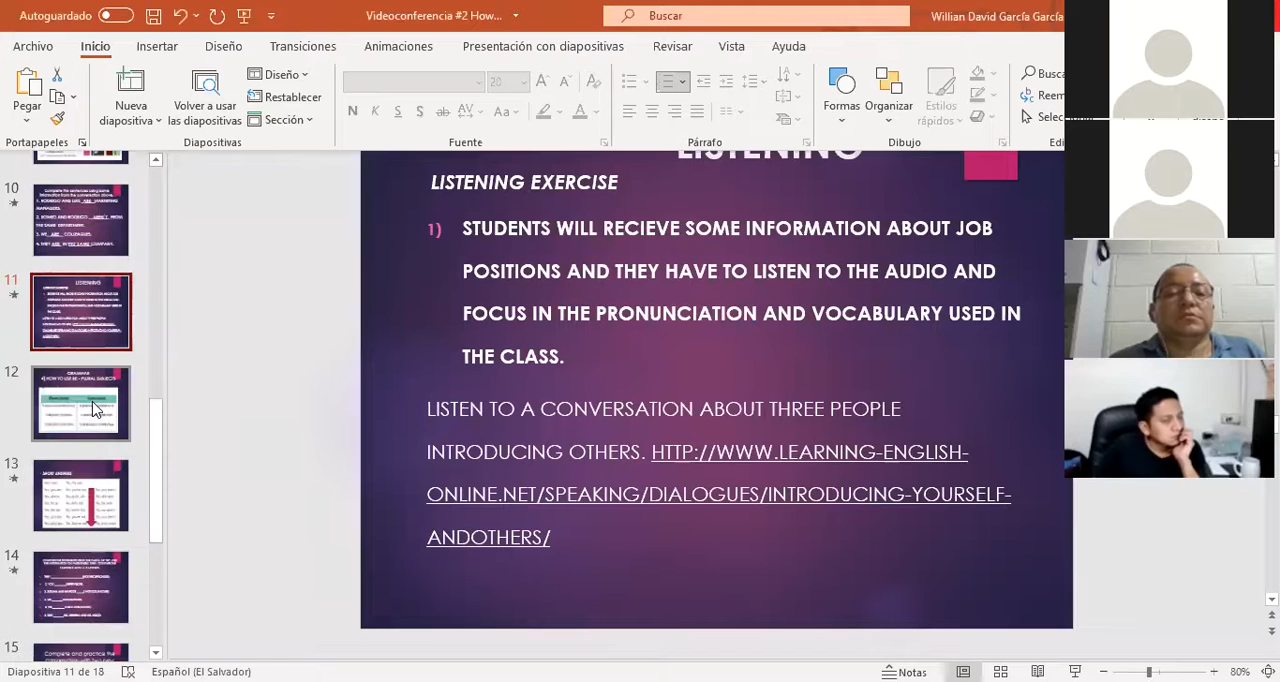 Autoguardado
Videoconferencia #2 How...
Buscar
Willian David García García
Archivo
Inicio
Insertar
Diseño
Transiciones
Animaciones
Presentación con diapositivas
Revisar
Vista
Ayuda
Pegar
Nueva
diapositiva
Volver a usar
las diapositivas
Diseño
Restablecer
Sección
20
N K S S ab AV Aa A
Formas
Organizar
Estilos
rápidos
Busca
Reem
Selec
Portapapeles
Diapositivas
Fuente
Párrafo
Dibujo
Edi
10
11
12
13
14
15
LISTENING
LISTENING EXERCISE
1) STUDENTS WILL RECIEVE SOME INFORMATION ABOUT JOB
POSITIONS AND THEY HAVE TO LISTEN TO THE AUDIO AND
FOCUS IN THE PRONUNCIATION AND VOCABULARY USED IN
THE CLASS.
LISTEN TO A CONVERSATION ABOUT THREE PEOPLE
INTRODUCING OTHERS. HTTP://WWW.LEARNING-ENGLISH-
ONLINE.NET/SPEAKING/DIALOGUES/INTRODUCING-YOURSELF-
ANDOTHERS/
Diapositiva 11 de 18
Español (El Salvador)
Notas
80%